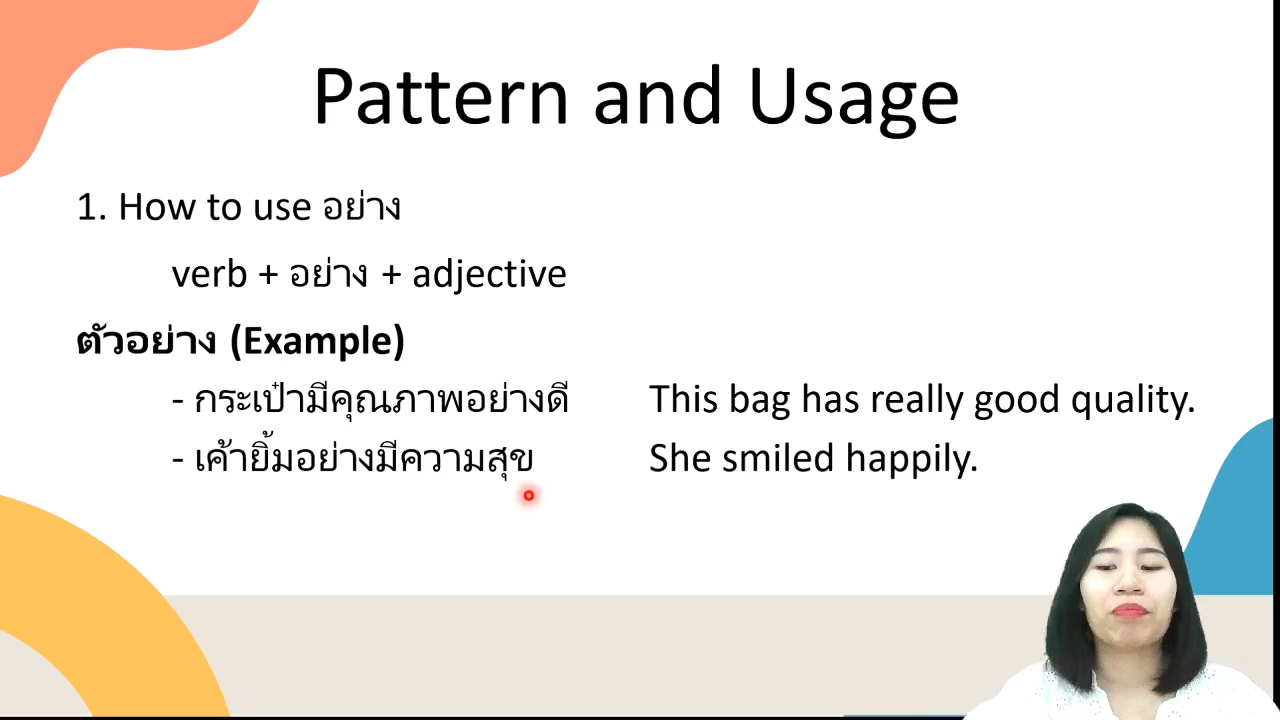 Pattern and Usage
1. How to use อย่าง
verb + อย่าง + adjective
ตัวอย่าง (Example)
- กระเป๋ามีคุณภาพอย่างดี This bag has really good quality.
- เค้ายิ้มอย่างมีความสุข She smiled happily.